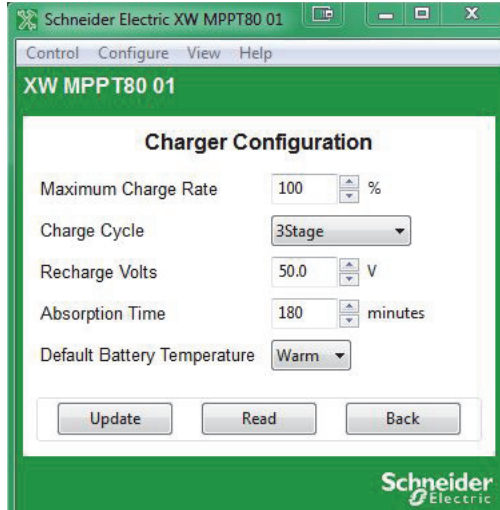 Schneider Electric XW MPPT80 01
Control Configure View Help
XW MPPT80 01
Charger Configuration
Maximum Charge Rate 100 %
Charge Cycle 3Stage
Recharge Volts 50.0 V
Absorption Time 180 minutes
Default Battery Temperature Warm
Update Read Back
Schneider
Electric